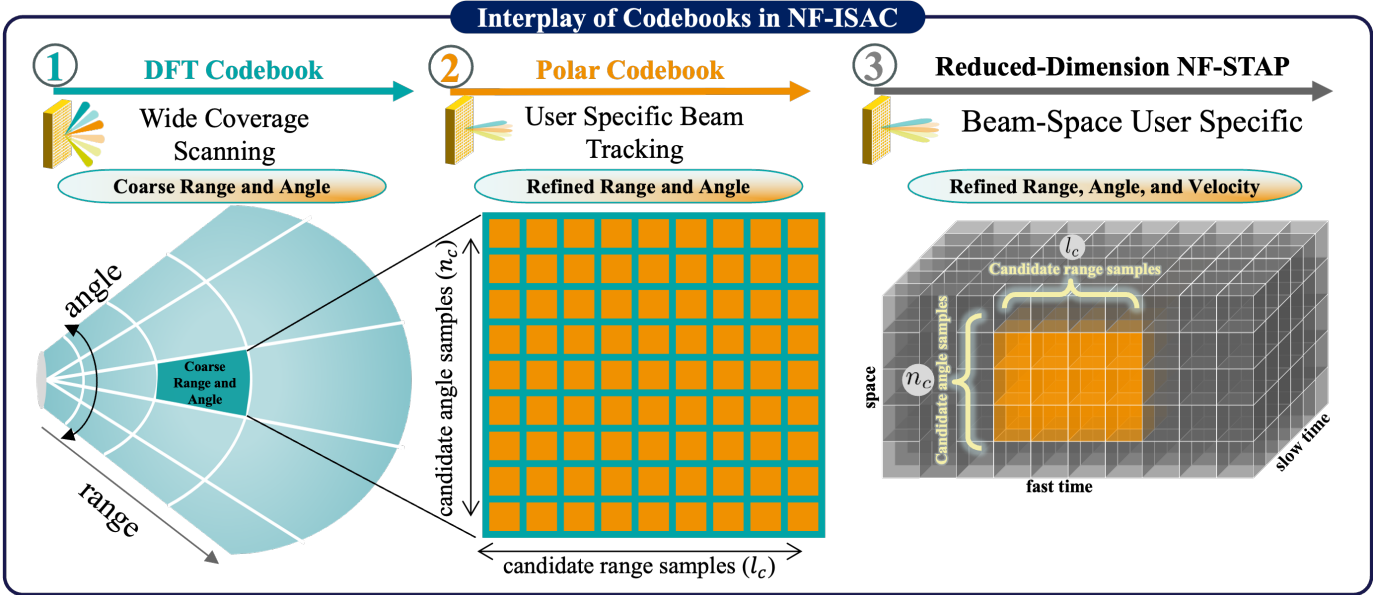 Interplay of Codebooks in NF-ISAC
1
DFT Codebook
Wide Coverage
Scanning
Coarse Range and Angle
angle
range
Coarse
Range and
Angle
2
Polar Codebook
User Specific Beam
Tracking
Refined Range and Angle
candidate angle samples (n_c)
candidate range samples (l_c)
3
Reduced-Dimension NF-STAP
Beam-Space User Specific
Refined Range, Angle, and Velocity
l_c
Candidate range samples
n_c
Candidate angle samples
space
fast time
slow time